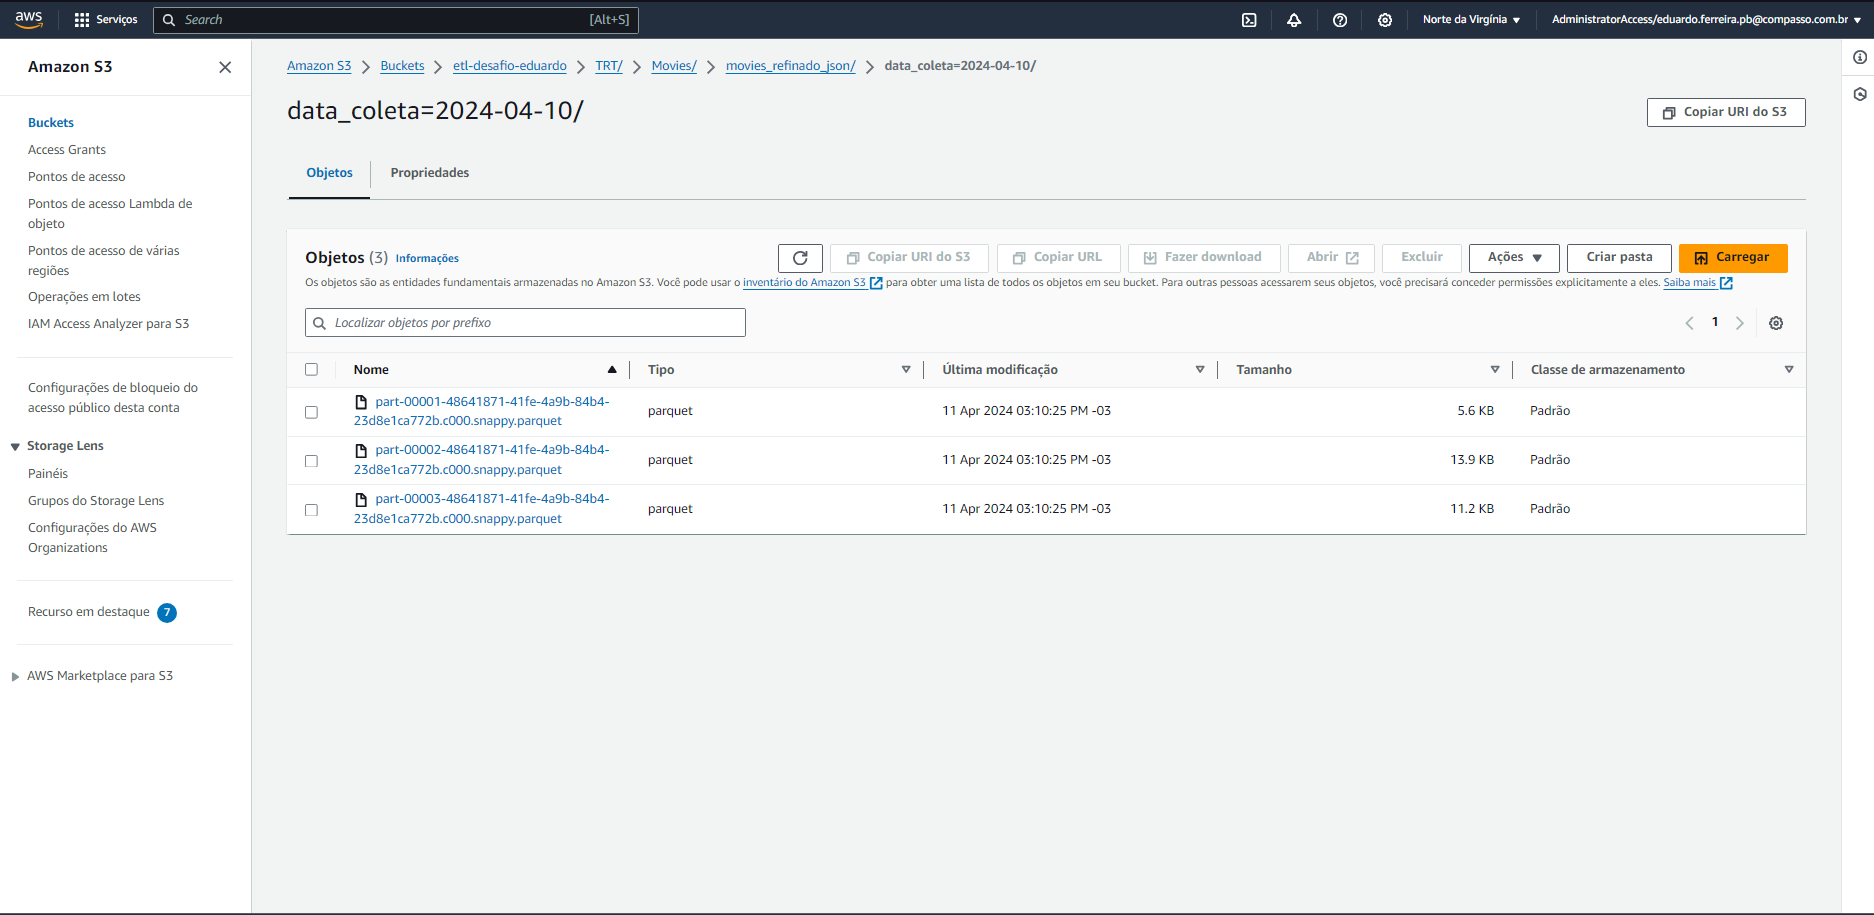 aws
Serviços
Search
[Alt+S]
Norte da Virgínia
AdministratorAccess/eduardo.ferreira.pb@compasso.com.br
Amazon S3
Buckets
Access Grants
Pontos de acesso
Pontos de acesso Lambda de
objeto
Pontos de acesso de várias
regiões
Operações em lotes
IAM Access Analyzer para S3
Configurações de bloqueio do
acesso público desta conta
Storage Lens
Painéis
Grupos do Storage Lens
Configurações do AWS
Organizations
Recurso em destaque 7
AWS Marketplace para S3
Amazon S3 Buckets etl-desafio-eduardo TRT/ Movies/ movies_refinado_json/ data_coleta=2024-04-10/
data_coleta=2024-04-10/
Copiar URI do S3
Objetos
Propriedades
Objetos (3) Informações
Copiar URI do S3
Copiar URL
Fazer download
Abrir
Excluir
Ações
Criar pasta
Carregar
Os objetos são as entidades fundamentais armazenadas no Amazon S3. Você pode usar o inventário do Amazon S3 para obter uma lista de todos os objetos em seu bucket. Para outras pessoas acessarem seus objetos, você precisará conceder permissões explicitamente a eles. Saiba mais
Localizar objetos por prefixo
1
Nome Tipo Última modificação Tamanho Classe de armazenamento
part-00001-48641871-41fe-4a9b-84b4-
23d8e1ca772b.c000.snappy.parquet
parquet 11 Apr 2024 03:10:25 PM -03 5.6 KB Padrão
part-00002-48641871-41fe-4a9b-84b4-
23d8e1ca772b.c000.snappy.parquet
parquet 11 Apr 2024 03:10:25 PM -03 13.9 KB Padrão
part-00003-48641871-41fe-4a9b-84b4-
23d8e1ca772b.c000.snappy.parquet
parquet 11 Apr 2024 03:10:25 PM -03 11.2 KB Padrão